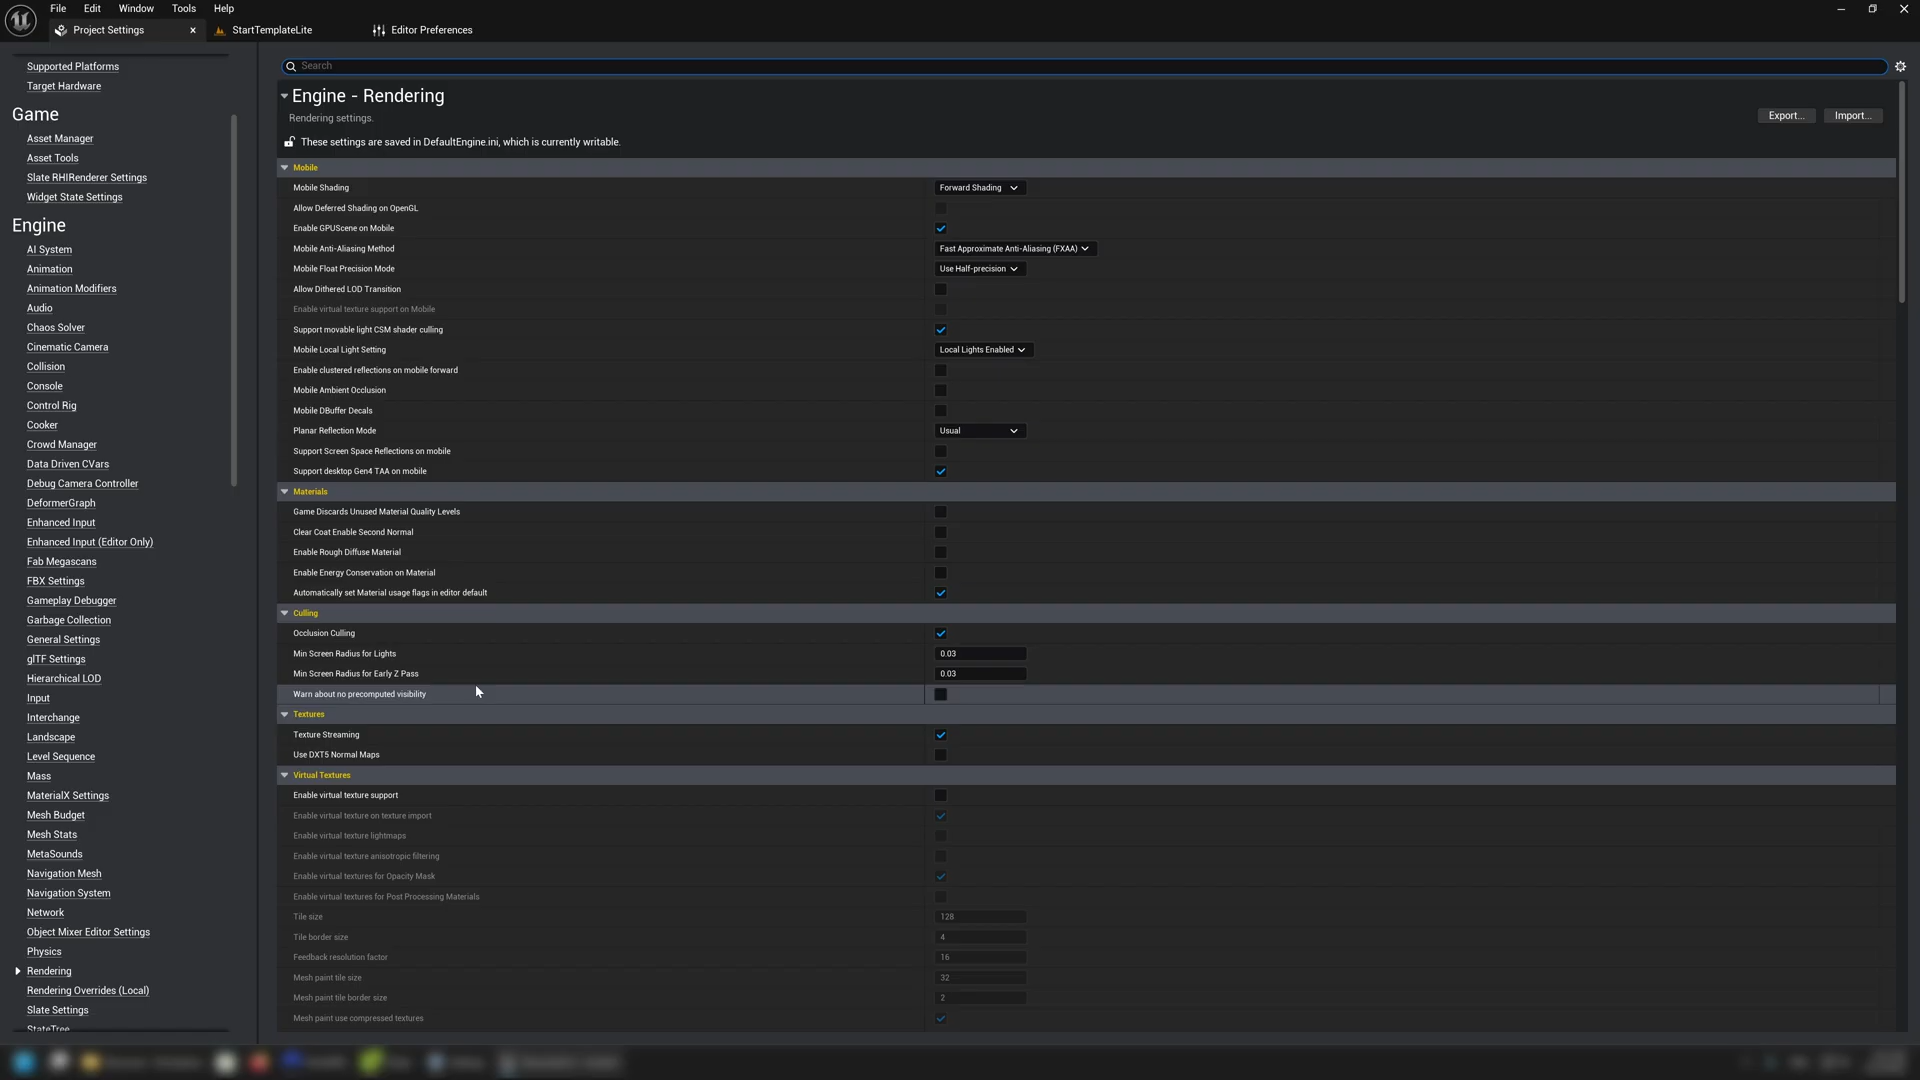 File Edit Window Tools Help
Project Settings
StartTemplateLite
Editor Preferences
Supported Platforms
Target Hardware
Game
Asset Manager
Asset Tools
Slate RHIRenderer Settings
Widget State Settings
Engine
AI System
Animation
Animation Modifiers
Audio
Chaos Solver
Cinematic Camera
Collision
Console
Control Rig
Cooker
Crowd Manager
Data Driven CVars
Debug Camera Controller
DeformerGraph
Enhanced Input
Enhanced Input (Editor Only)
Fab Megascans
FBX Settings
Gameplay Debugger
Garbage Collection
General Settings
glTF Settings
Hierarchical LOD
Input
Interchange
Landscape
Level Sequence
Mass
MaterialX Settings
Mesh Budget
Mesh Stats
MetaSounds
Navigation Mesh
Navigation System
Network
Object Mixer Editor Settings
Physics
Rendering
Rendering Overrides (Local)
Slate Settings
StateTree
Search
Engine - Rendering
Rendering settings.
Export...
Import...
These settings are saved in DefaultEngine.ini, which is currently writable.
Mobile
Mobile Shading Forward Shading
Allow Deferred Shading on OpenGL
Enable GPUScene on Mobile
Mobile Anti-Aliasing Method Fast Approximate Anti-Aliasing (FXAA)
Mobile Float Precision Mode Use Half-precision
Allow Dithered LOD Transition
Enable virtual texture support on Mobile
Support movable light CSM shader culling
Mobile Local Light Setting Local Lights Enabled
Enable clustered reflections on mobile forward
Mobile Ambient Occlusion
Mobile DBuffer Decals
Planar Reflection Mode Usual
Support Screen Space Reflections on mobile
Support desktop Gen4 TAA on mobile
Materials
Game Discards Unused Material Quality Levels
Clear Coat Enable Second Normal
Enable Rough Diffuse Material
Enable Energy Conservation on Material
Automatically set Material usage flags in editor default
Culling
Occlusion Culling
Min Screen Radius for Lights 0.03
Min Screen Radius for Early Z Pass 0.03
Warn about no precomputed visibility
Textures
Texture Streaming
Use DXT5 Normal Maps
Virtual Textures
Enable virtual texture support
Enable virtual texture on texture import
Enable virtual texture lightmaps
Enable virtual texture anisotropic filtering
Enable virtual textures for Opacity Mask
Enable virtual textures for Post Processing Materials
Tile size 128
Tile border size 4
Feedback resolution factor 16
Mesh paint tile size 32
Mesh paint tile border size 2
Mesh paint use compressed textures